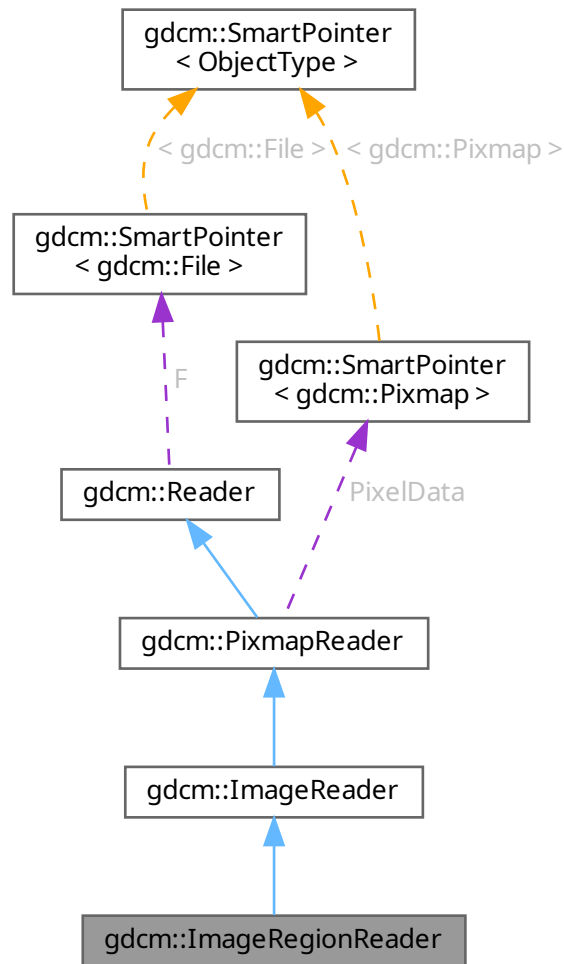 gdcm::SmartPointer
< ObjectType >
< gdcm::File >
< gdcm::Pixmap >
gdcm::SmartPointer
< gdcm::File >
gdcm::SmartPointer
< gdcm::Pixmap >
F
gdcm::Reader
PixelData
gdcm::PixmapReader
gdcm::ImageReader
gdcm::ImageRegionReader